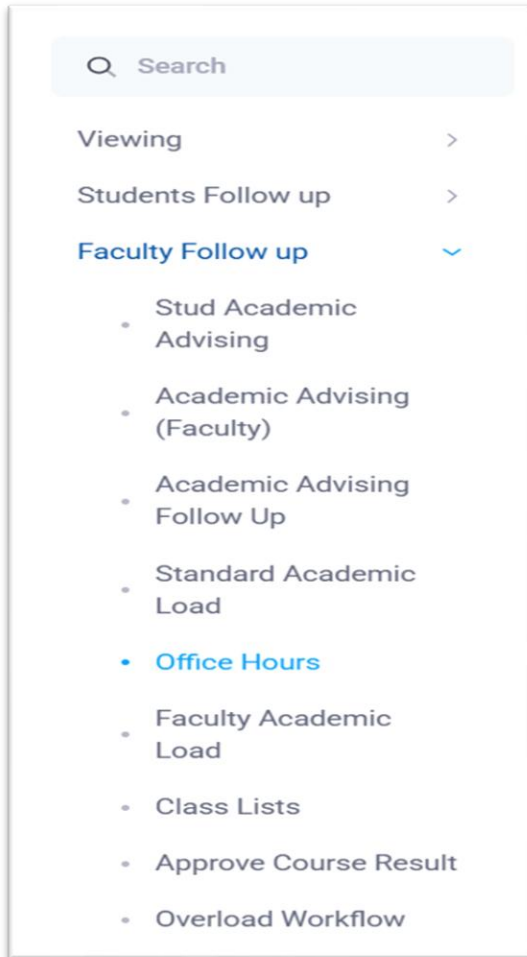 Search
Viewing
Students Follow up
Faculty Follow up
Stud Academic
Advising
Academic Advising
(Faculty)
Academic Advising
Follow Up
Standard Academic
Load
Office Hours
Faculty Academic
Load
Class Lists
Approve Course Result
Overload Workflow